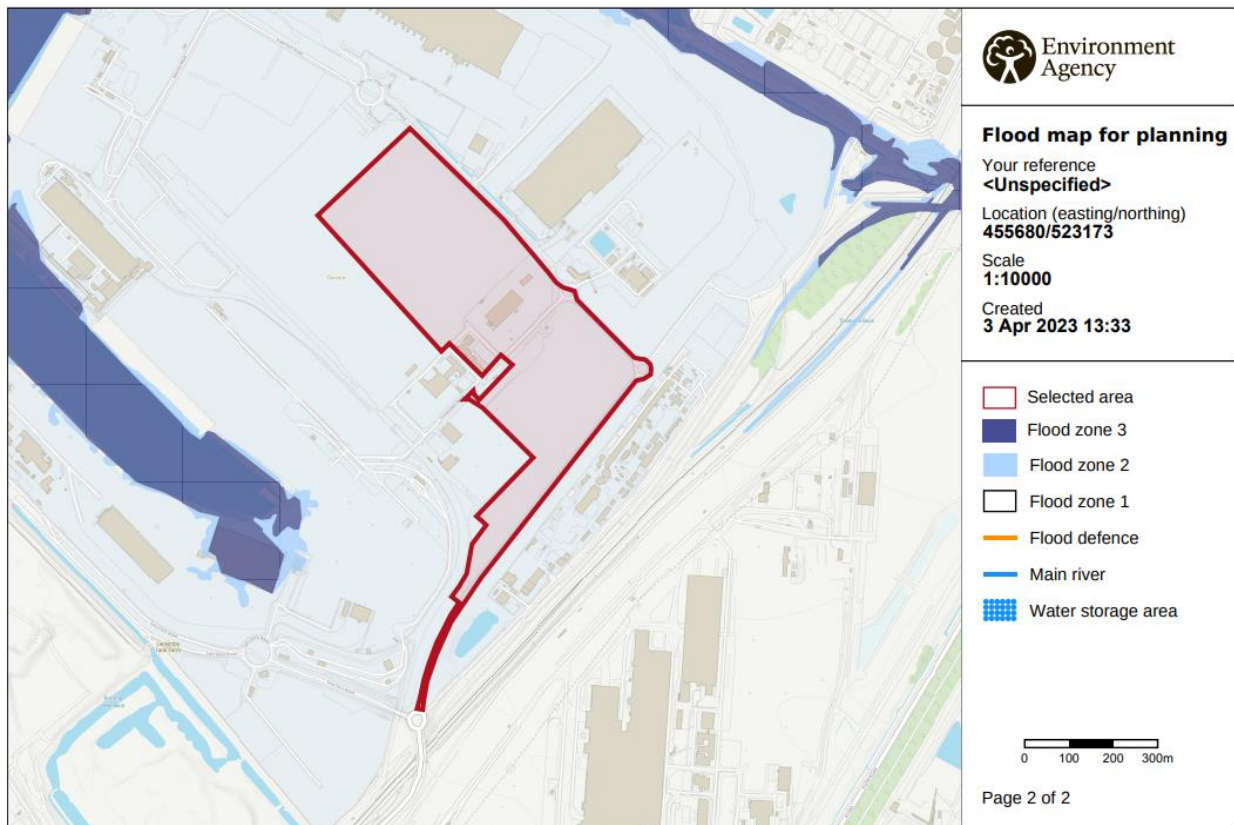 Environment
Agency
Flood map for planning
Your reference
<Unspecified>
Location (easting/northing)
455680/523173
Scale
1:10000
Created
3 Apr 2023 13:33
Selected area
Flood zone 3
Flood zone 2
Flood zone 1
Flood defence
Main river
Water storage area
0 100 200 300m
Page 2 of 2